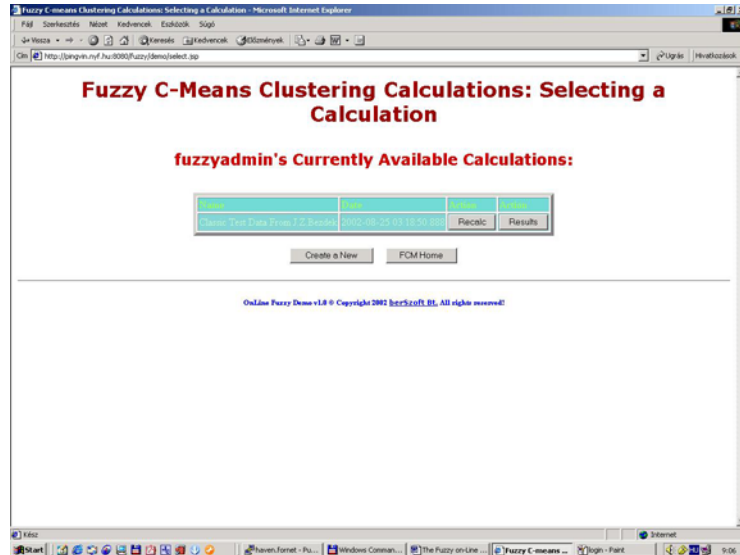 Fuzzy C-means Clustering Calculations: Selecting a Calculation - Microsoft Internet Explorer
Fájl Szerkesztés Nézet Kedvencek Eszközök Súgó
Vissza Keresés Kedvencek Előzmények
Cím http://pingvin.nyf.hu:8080/fuzzy/demo/select.jsp Ugrás Hivatkozások
Fuzzy C-Means Clustering Calculations: Selecting a
Calculation
fuzzyadmin's Currently Available Calculations:
Name Date Action Action
Classic Test Data From J Z Bezdek 2002-08-25 03:18:50.880 Recalc Results
Create a New FCM Home
OnLine Fuzzy Demo v1.0 © Copyright 2002 berSzoft Bt. All rights reserved!
Kész Internet
Start haven.fornet - Pu... Windows Comman... The Fuzzy on-Line ... Fuzzy C-means ... login - Paint 9:06